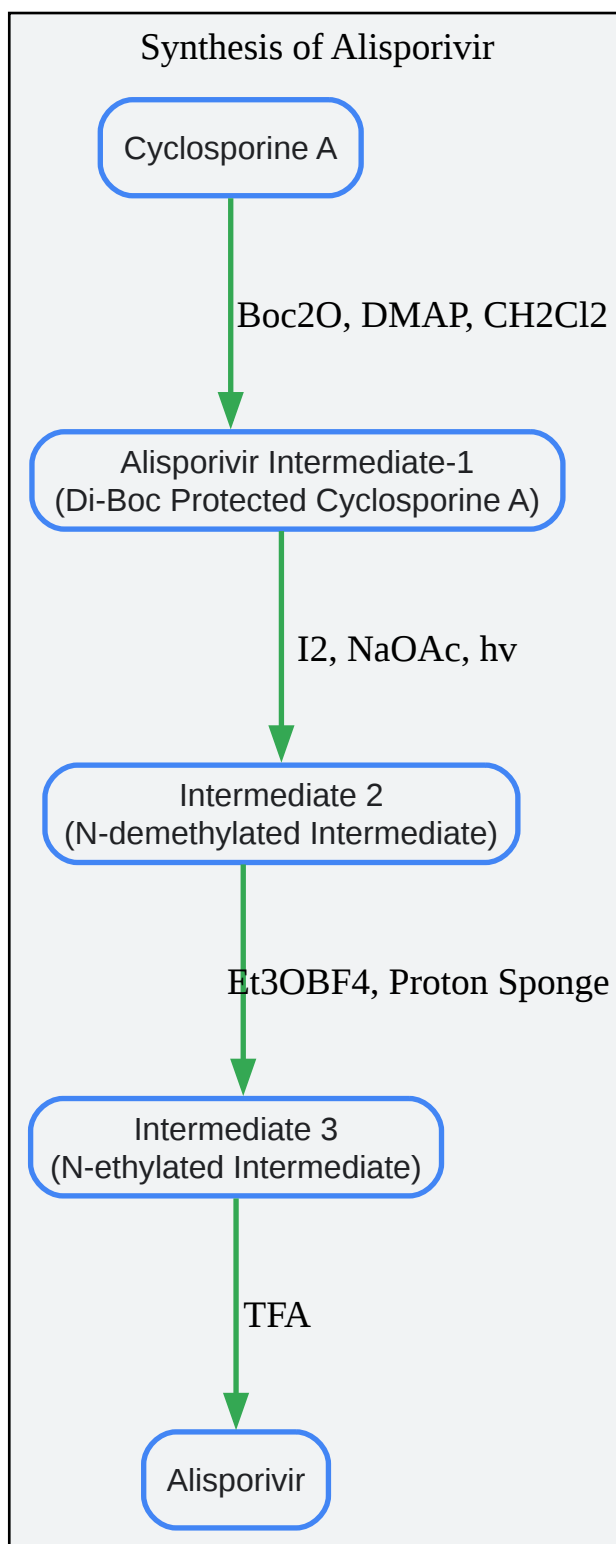 Synthesis of Alisporivir
Cyclosporine A
Boc2O, DMAP, CH2Cl2
Alisporivir Intermediate-1
(Di-Boc Protected Cyclosporine A)
I2, NaOAc, hv
Intermediate 2
(N-demethylated Intermediate)
Et3OBF4, Proton Sponge
Intermediate 3
(N-ethylated Intermediate)
TFA
Alisporivir